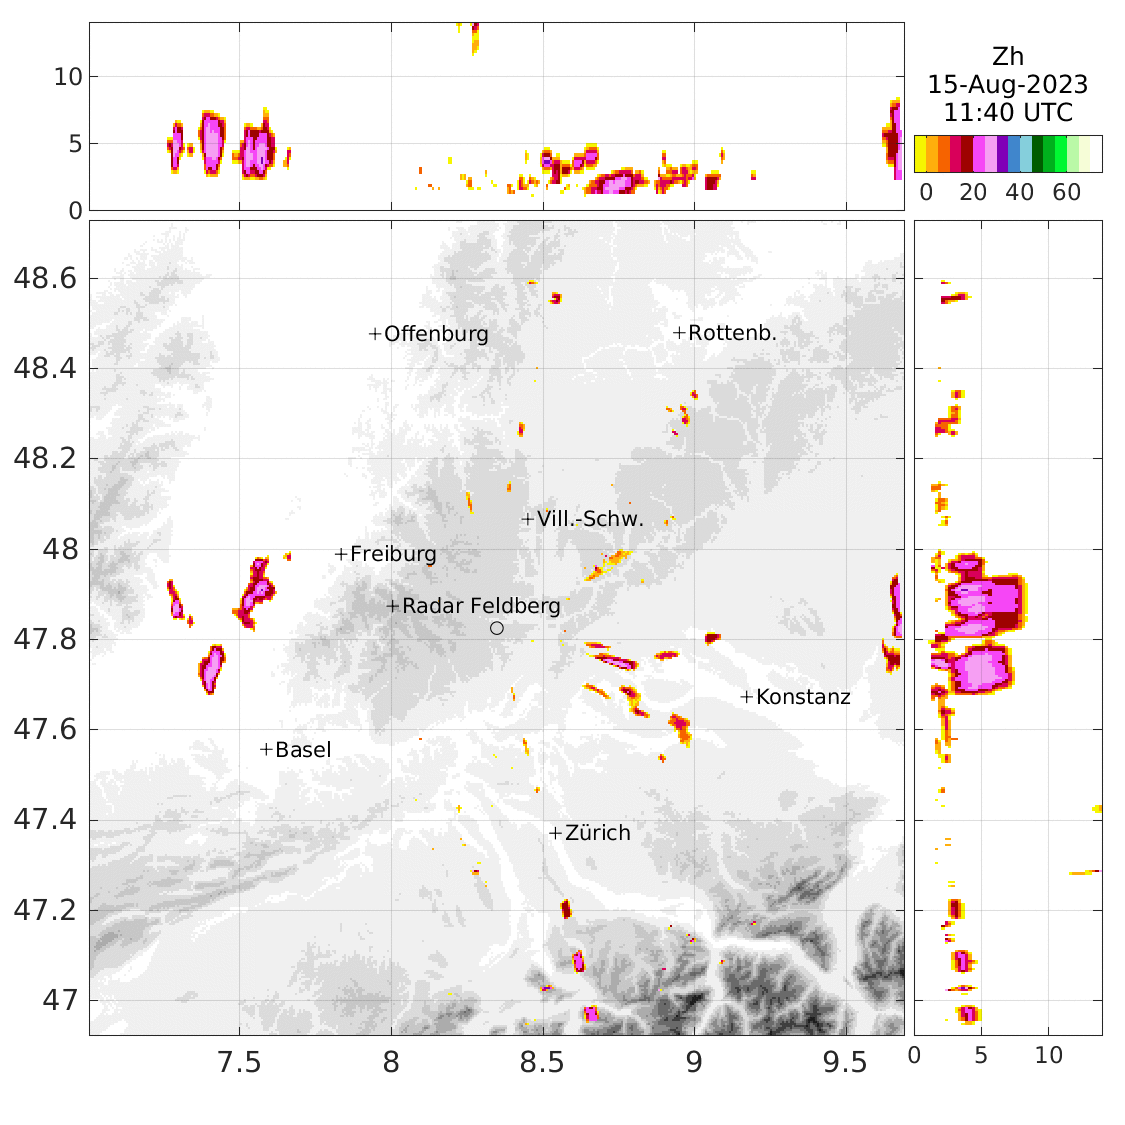 10
5
0
Zh
15-Aug-2023
11:40 UTC
0 20 40 60
48.6
48.4
48.2
48
47.8
47.6
47.4
47.2
47
Offenburg
Rottenb.
Vill.-Schw.
Freiburg
Radar Feldberg
Konstanz
Basel
Zürich
7.5 8 8.5 9 9.5
0 5 10